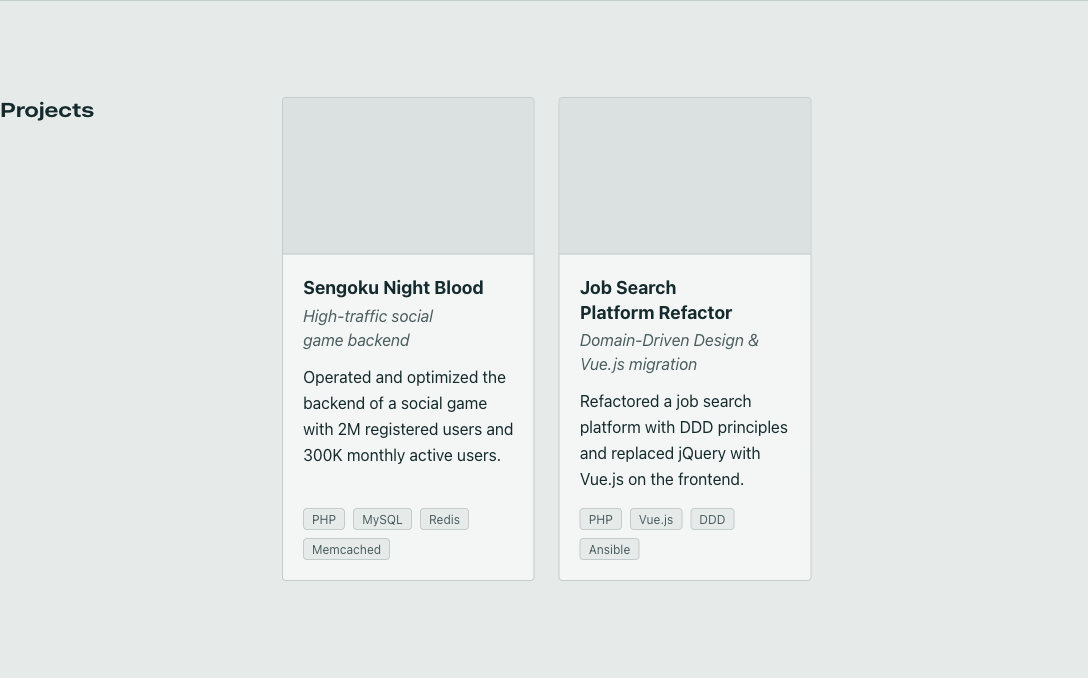 Projects
Sengoku Night Blood
High-traffic social
game backend
Operated and optimized the
backend of a social game
with 2M registered users and
300K monthly active users.
PHP
MySQL
Redis
Memcached
Job Search
Platform Refactor
Domain-Driven Design &
Vue.js migration
Refactored a job search
platform with DDD principles
and replaced jQuery with
Vue.js on the frontend.
PHP
Vue.js
DDD
Ansible